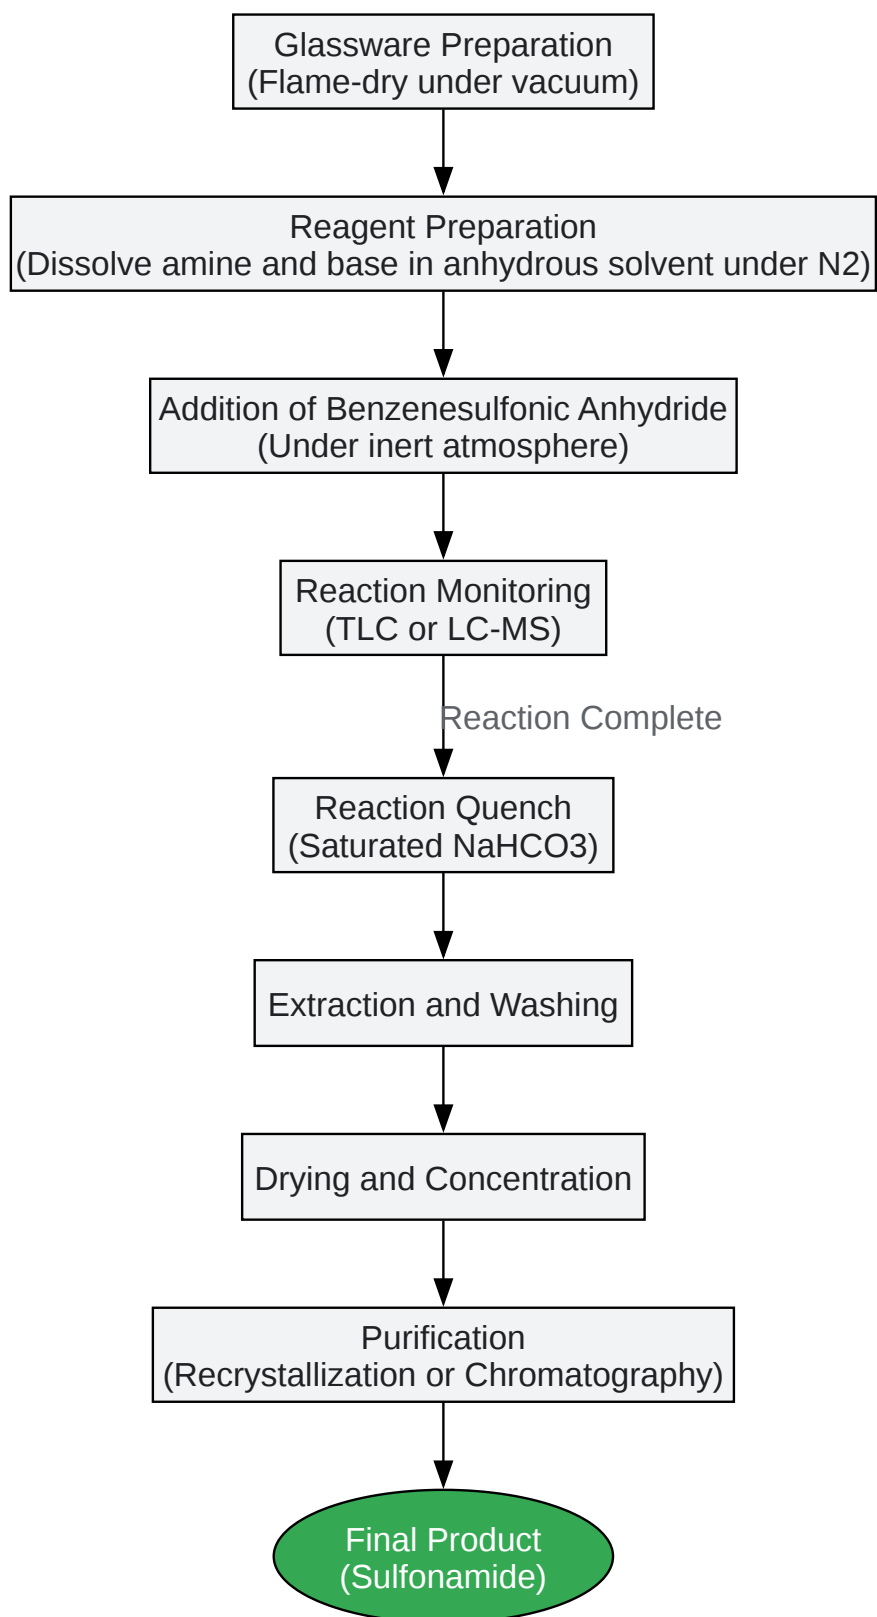 Glassware Preparation
(Flame-dry under vacuum)
Reagent Preparation
(Dissolve amine and base in anhydrous solvent under N2)
Addition of Benzenesulfonic Anhydride
(Under inert atmosphere)
Reaction Monitoring
(TLC or LC-MS)
Reaction Complete
Reaction Quench
(Saturated NaHCO3)
Extraction and Washing
Drying and Concentration
Purification
(Recrystallization or Chromatography)
Final Product
(Sulfonamide)